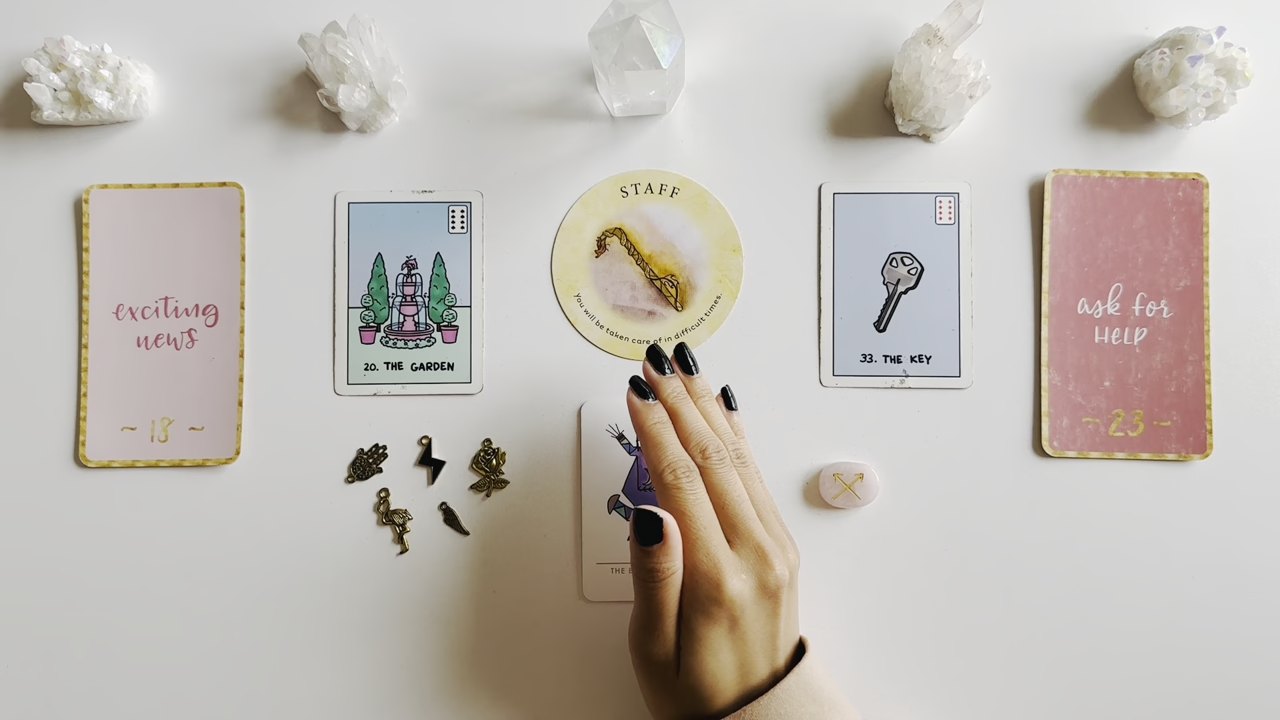 exciting
news
~ 18 ~
20. THE GARDEN
STAFF
You will be taken care of in difficult times.
33. THE KEY
ask for
HELP
~ 23 ~
THE